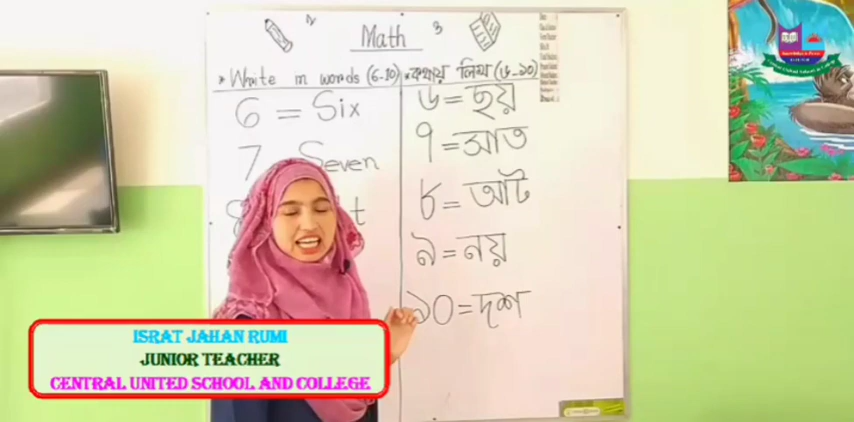 Math
* Write in words (6-10)
6 = Six
7 Seven
8 t
* কথায় লিখ (৬-১০)
৬ = ছয়
৭ = সাত
৮ = আট
৯ = নয়
১০ = দশ
ISRAT JAHAN RUMI
JUNIOR TEACHER
CENTRAL UNITED SCHOOL AND COLLEGE